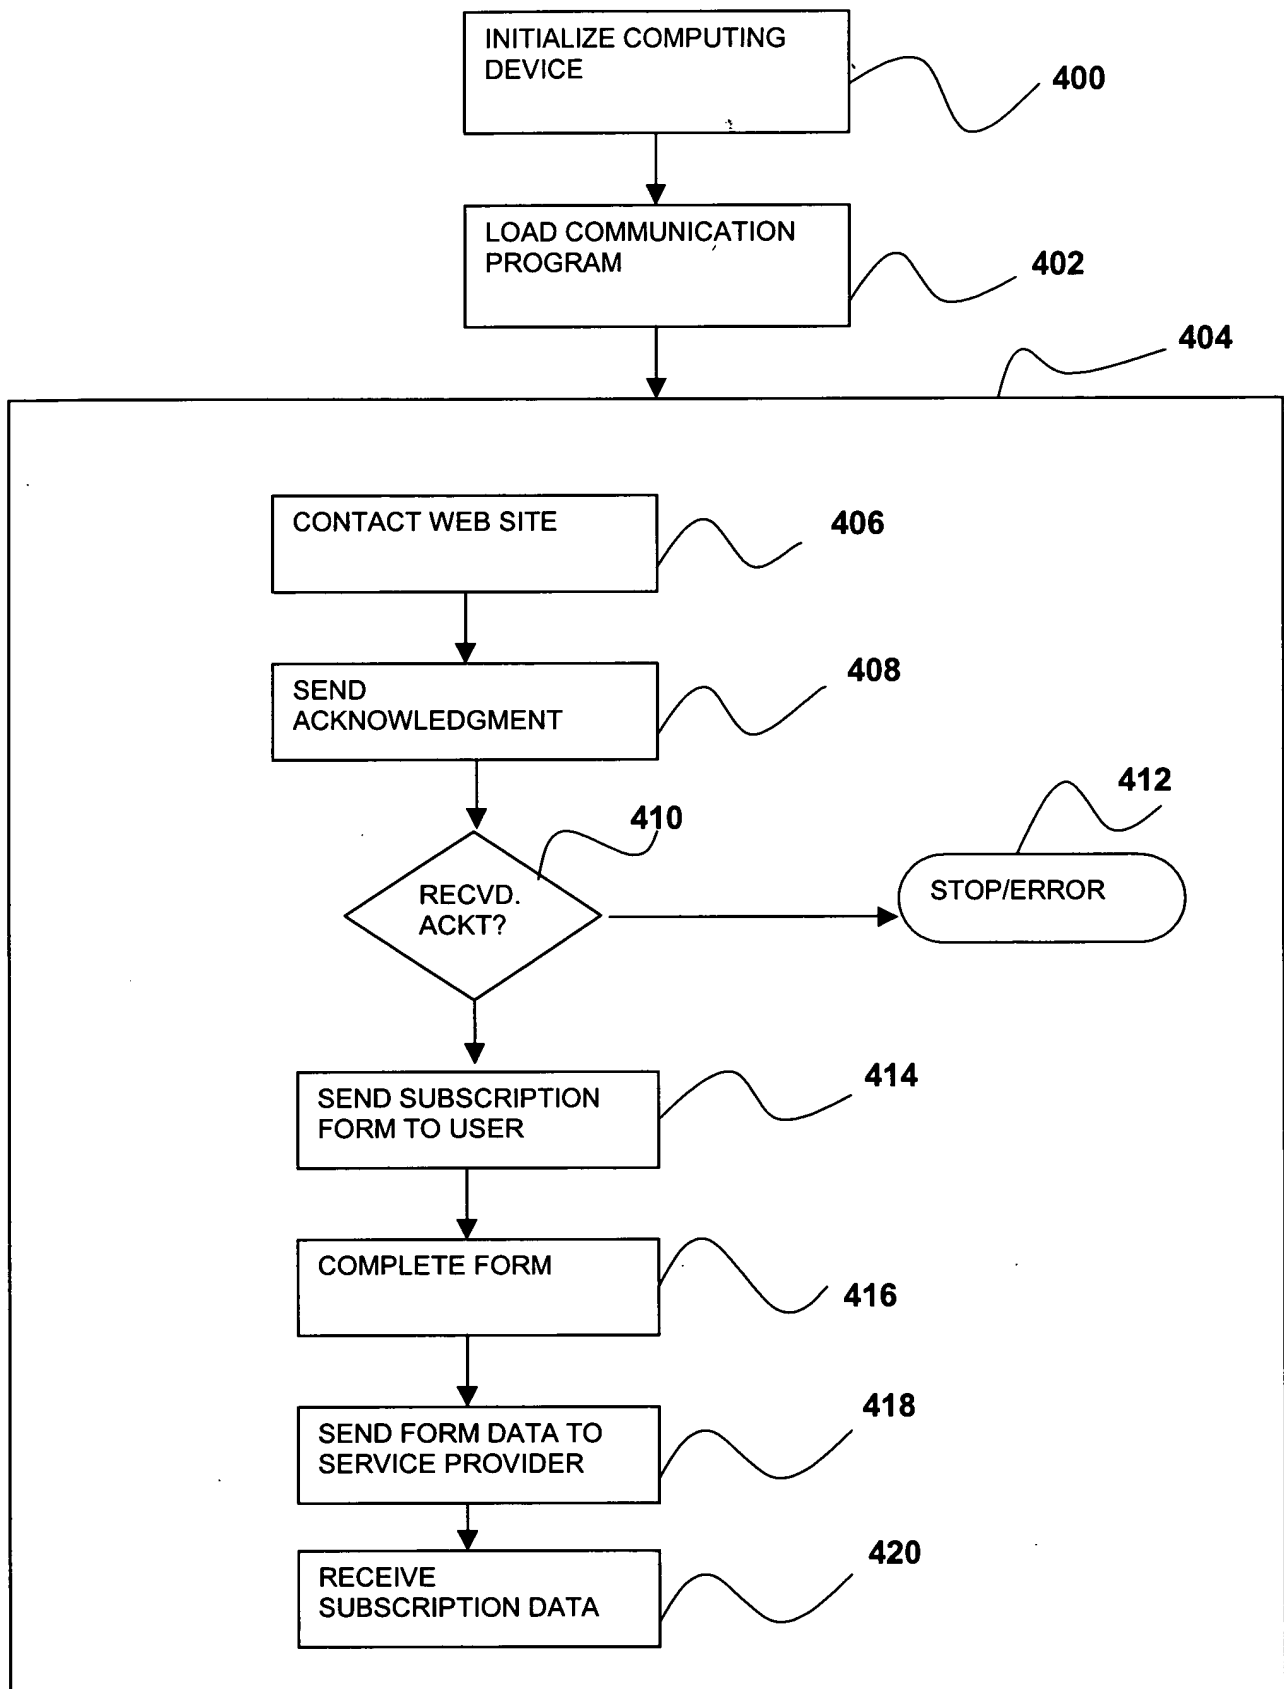 INITIALIZE COMPUTING
DEVICE
400
LOAD COMMUNICATION
PROGRAM
402
404
CONTACT WEB SITE
406
SEND
ACKNOWLEDGMENT
408
410
412
RECVD.
ACKT?
STOP/ERROR
SEND SUBSCRIPTION
FORM TO USER
414
COMPLETE FORM
416
SEND FORM DATA TO
SERVICE PROVIDER
418
RECEIVE
SUBSCRIPTION DATA
420